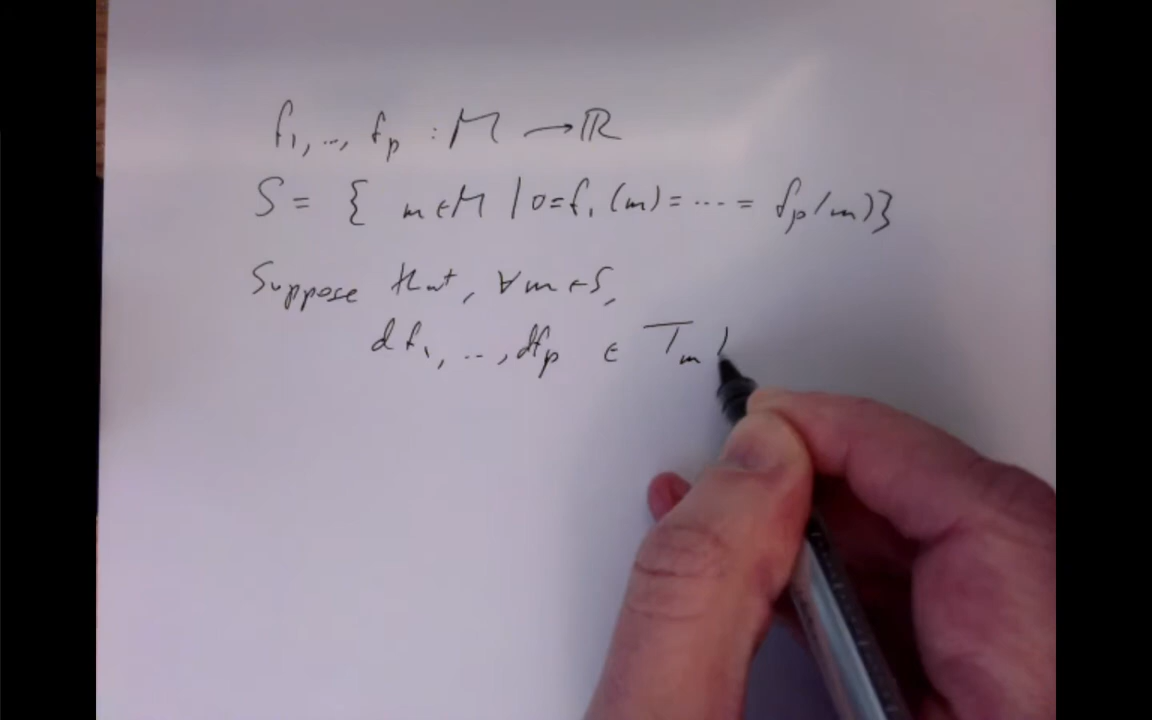 f₁, ..., fₚ : M → ℝ
S = { m ∈ M | 0 = f₁(m) = ⋯ = fₚ(m)}
Suppose that, ∀ m ∈ S,
df₁, ..., dfₚ ∈ Tₘ